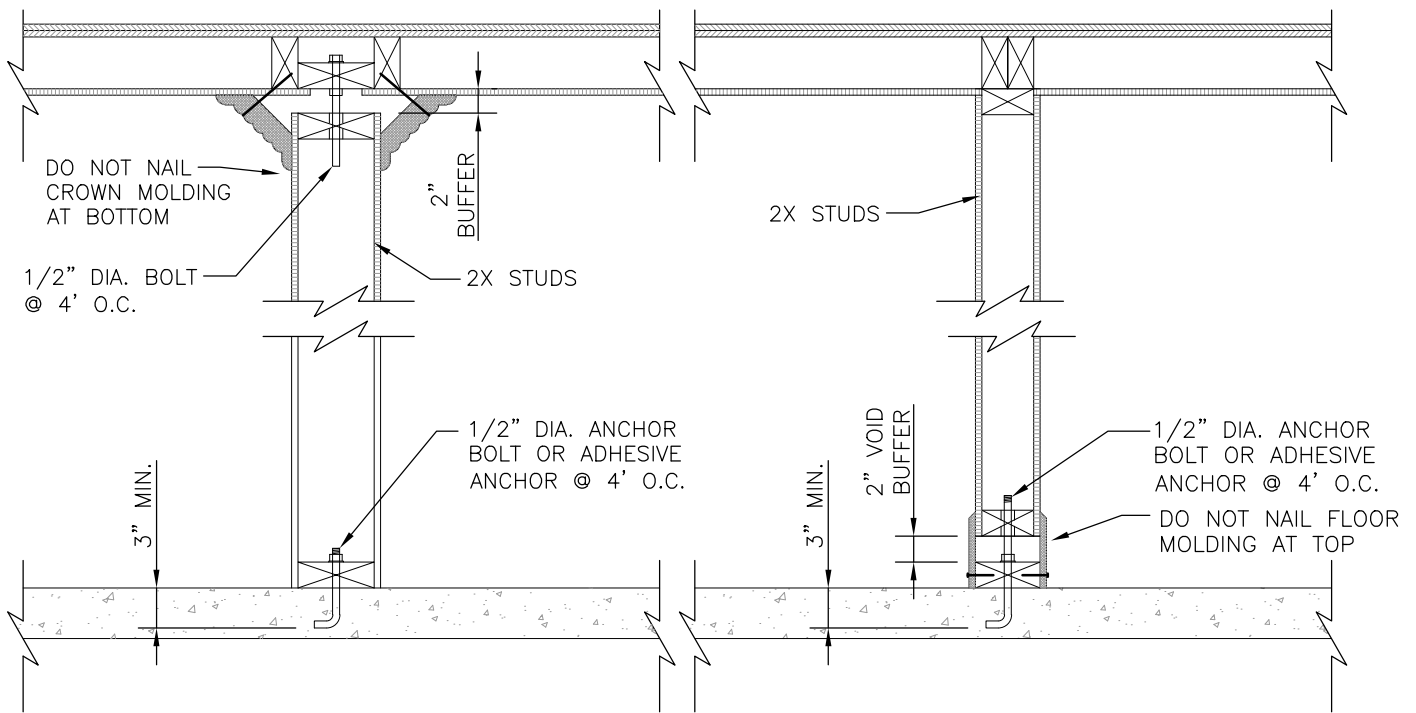 DO NOT NAIL
CROWN MOLDING
AT BOTTOM
1/2” DIA. BOLT
@ 4' O.C.
2”
BUFFER
2X STUDS
1/2” DIA. ANCHOR
BOLT OR ADHESIVE
ANCHOR @ 4' O.C.
3” MIN.
2X STUDS
2” VOID
BUFFER
3” MIN.
1/2” DIA. ANCHOR
BOLT OR ADHESIVE
ANCHOR @ 4' O.C.
DO NOT NAIL FLOOR
MOLDING AT TOP